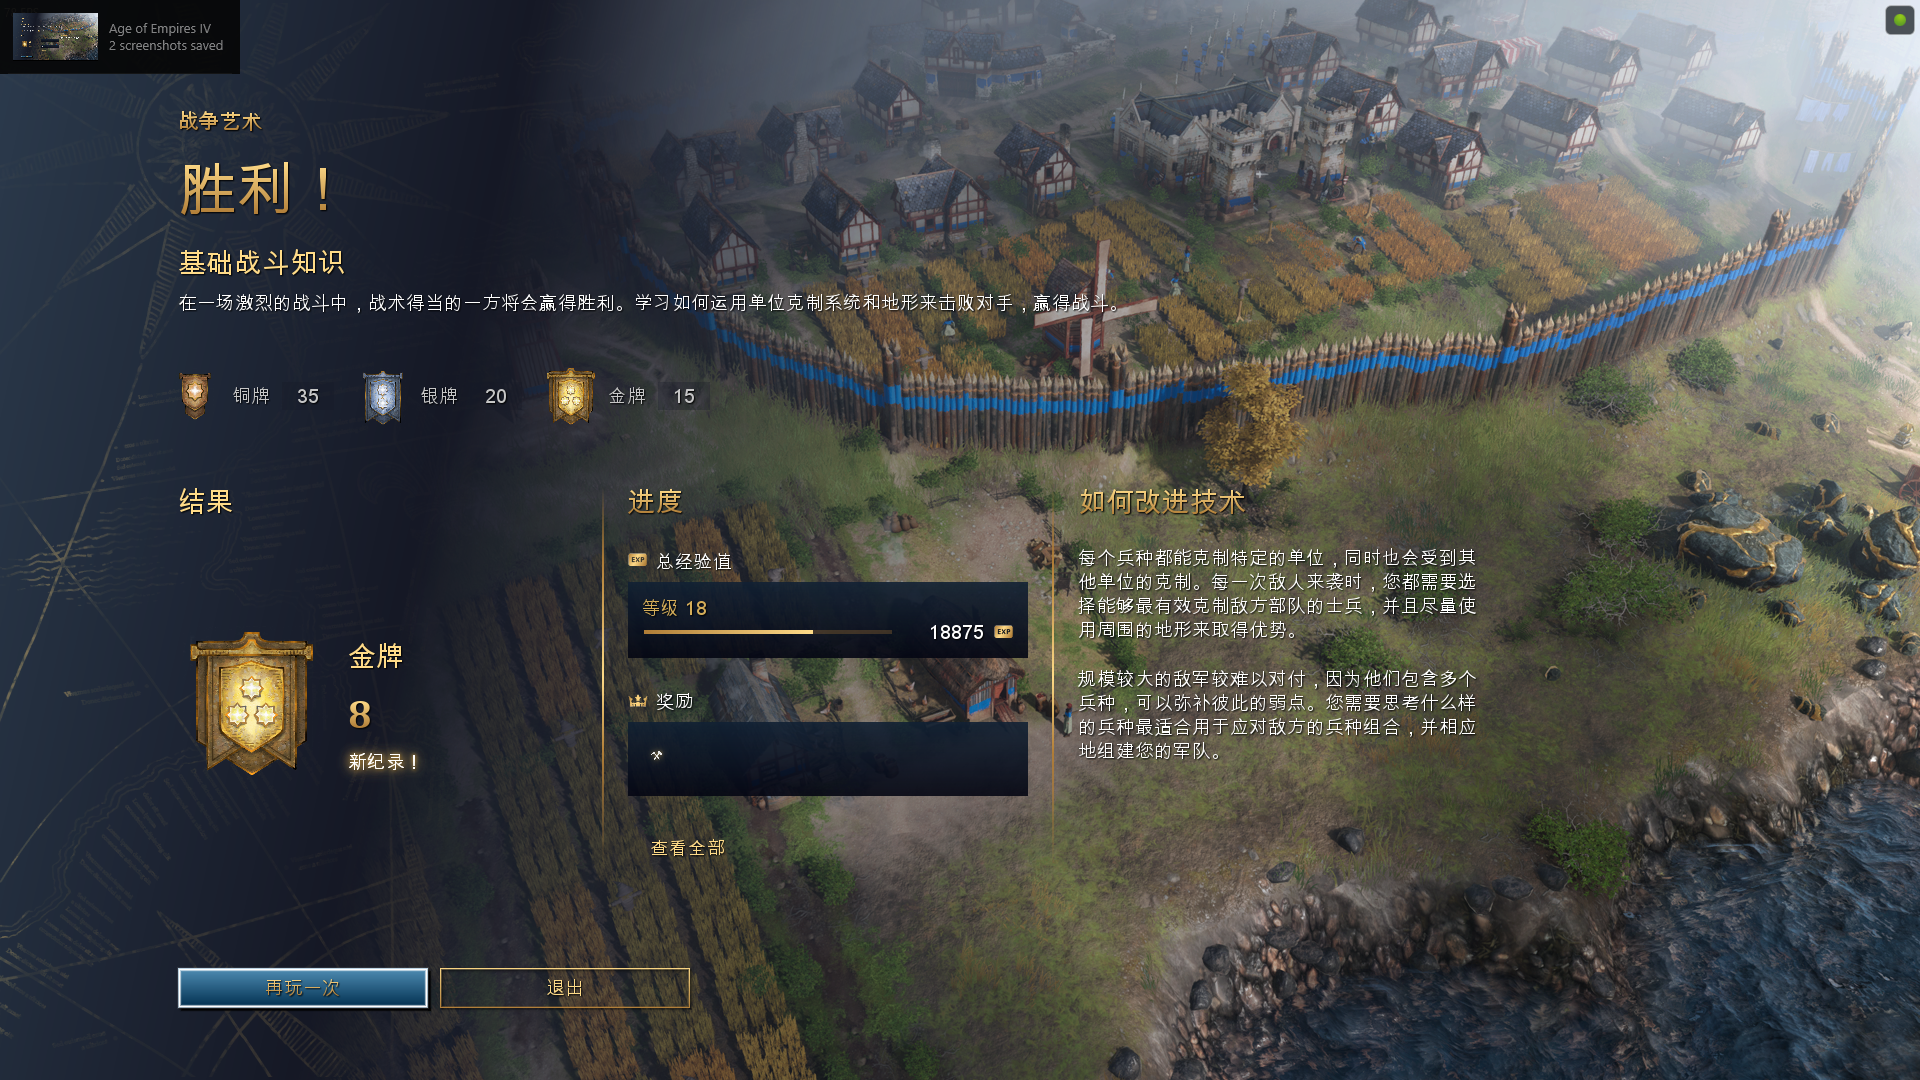 Age of Empires IV
2 screenshots saved
战争艺术
胜利！
基础战斗知识
在一场激烈的战斗中，战术得当的一方将会赢得胜利。学习如何运用单位克制系统和地形来击败对手，赢得战斗。
铜牌 35 银牌 20 金牌 15
结果
金牌
8
新纪录！
进度
EXP 总经验值
等级 18
18875 EXP
奖励
查看全部
如何改进技术
每个兵种都能克制特定的单位，同时也会受到其
他单位的克制。每一次敌人来袭时，您都需要选
择能够最有效克制敌方部队的士兵，并且尽量使
用周围的地形来取得优势。
规模较大的敌军较难以对付，因为他们包含多个
兵种，可以弥补彼此的弱点。您需要思考什么样
的兵种最适合用于应对敌方的兵种组合，并相应
地组建您的军队。
再玩一次
退出